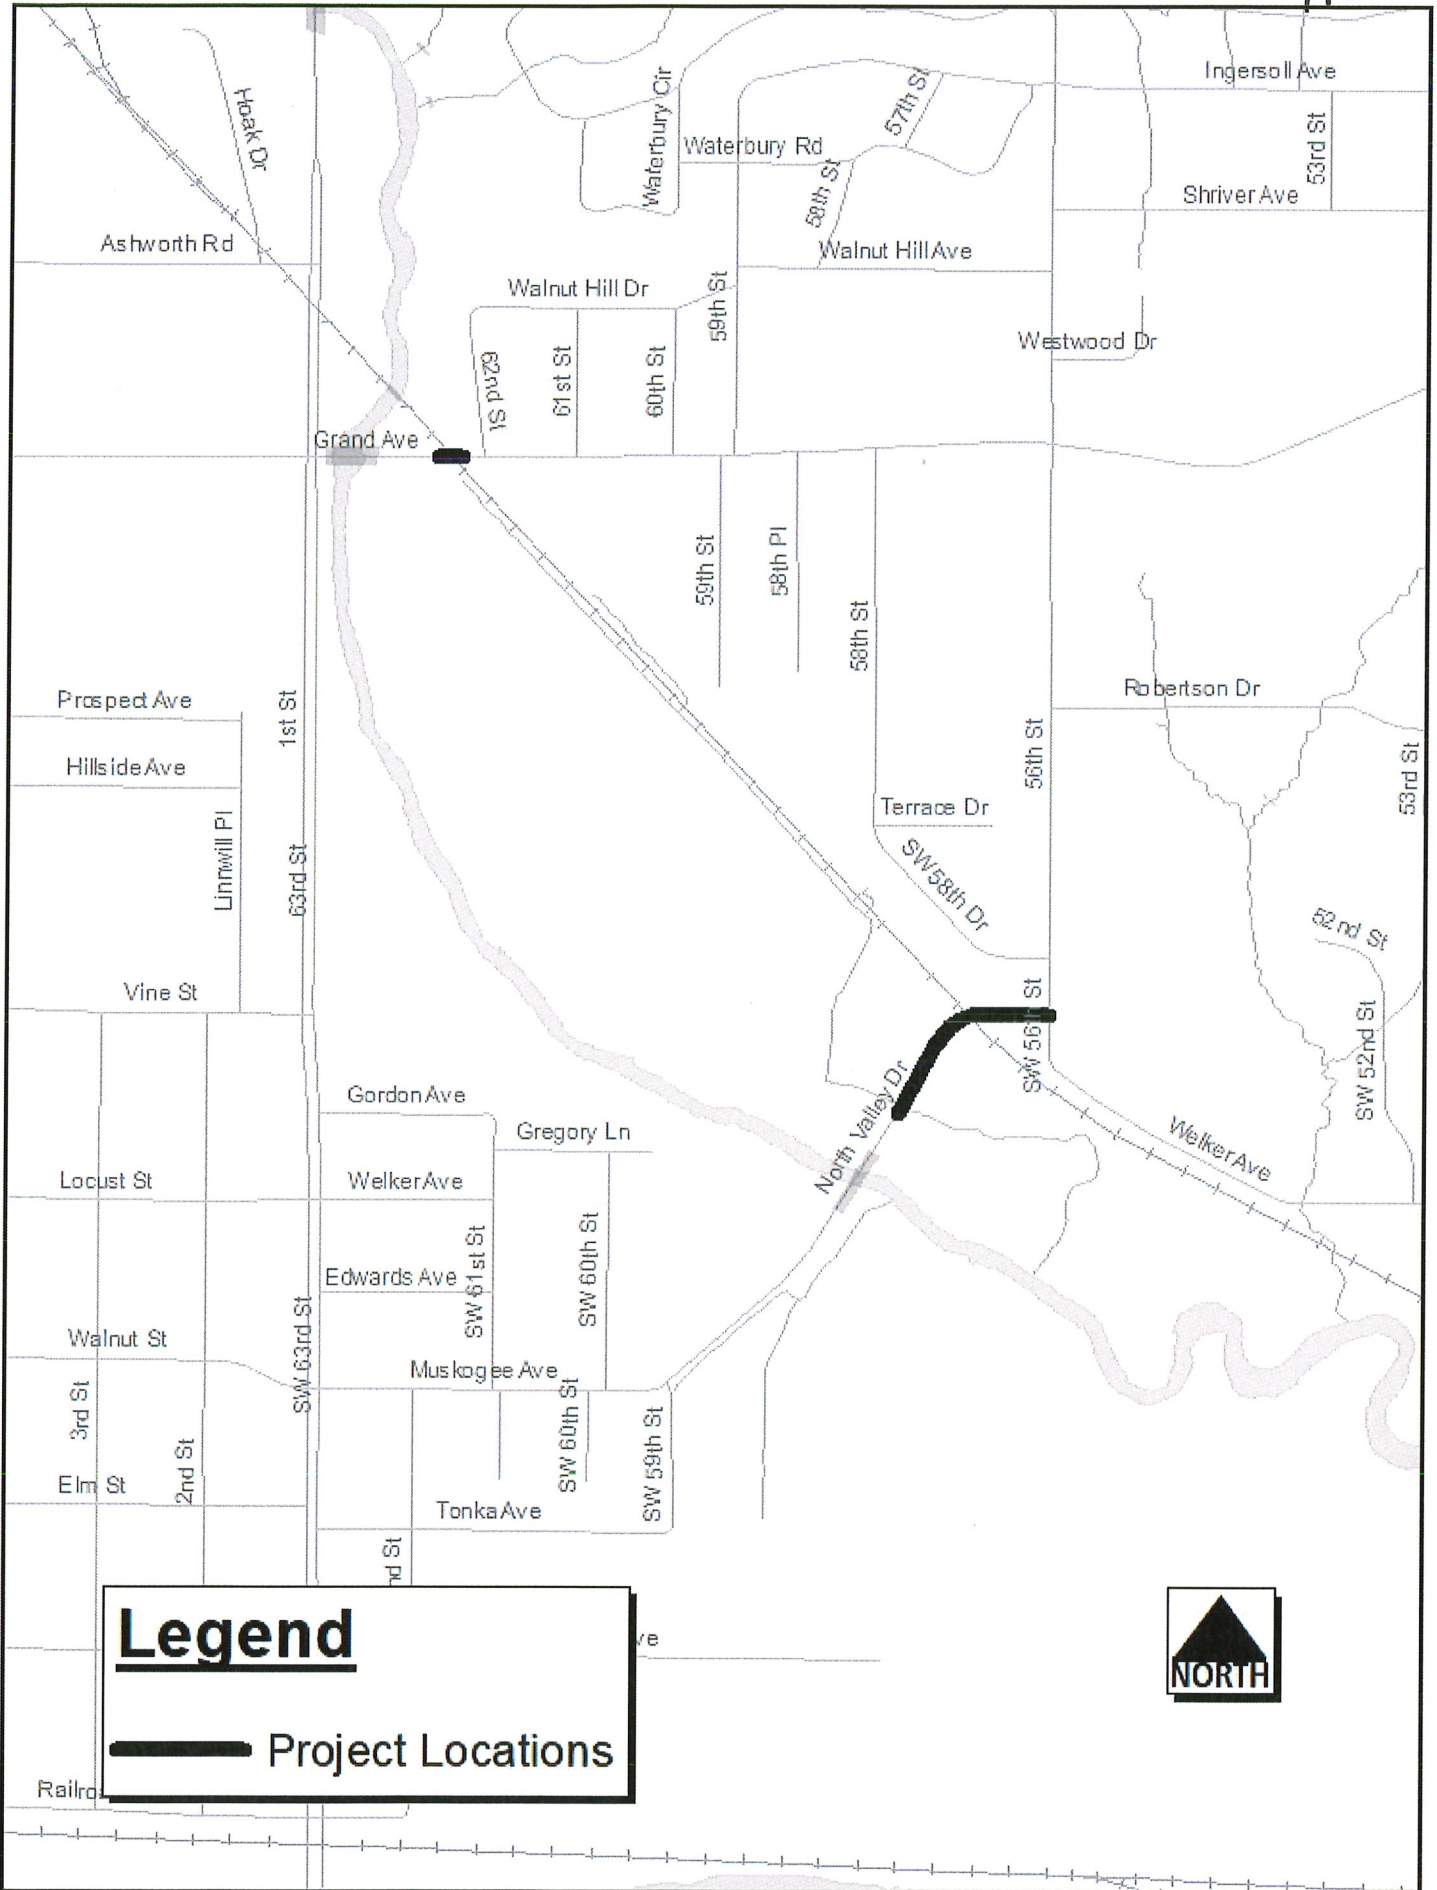 Ingersoll Ave
57th St
Hoak Dr
Waterbury Cir
Waterbury Rd
53rd St
58th St
Shriver Ave
Ashworth Rd
Walnut Hill Ave
Walnut Hill Dr
59th St
Westwood Dr
62nd St
61st St
60th St
Grand Ave
59th St
58th Pl
58th St
Prospect Ave
1st St
Robertson Dr
56th St
53rd St
Hillside Ave
Terrace Dr
Linnwill Pl
63rd St
SW 58th Dr
52nd St
Vine St
SW 56th St
SW 52nd St
Gordon Ave
North Valley Dr
Gregory Ln
Welker Ave
Locust St
Welker Ave
SW 61st St
SW 60th St
Edwards Ave
Walnut St
SW 63rd St
Muskogee Ave
3rd St
2nd St
SW 60th St
SW 59th St
Elm St
Tonka Ave
nd St
Legend
ve
NORTH
Project Locations
Railro